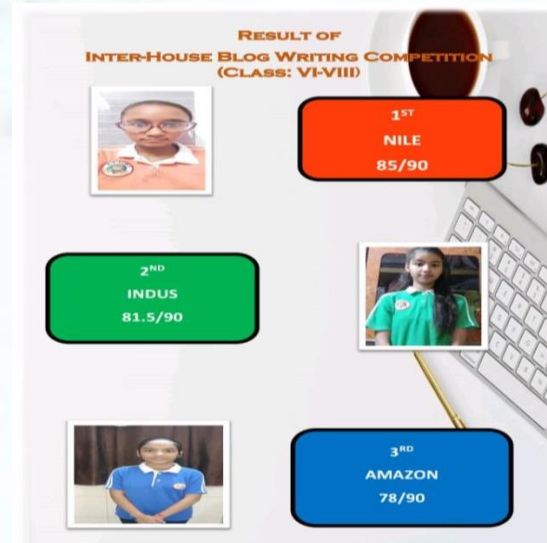 Result of
Inter-House Blog Writing Competition
(Class: VI-VIII)
1ST
NILE
85/90
2ND
INDUS
81.5/90
3RD
AMAZON
78/90